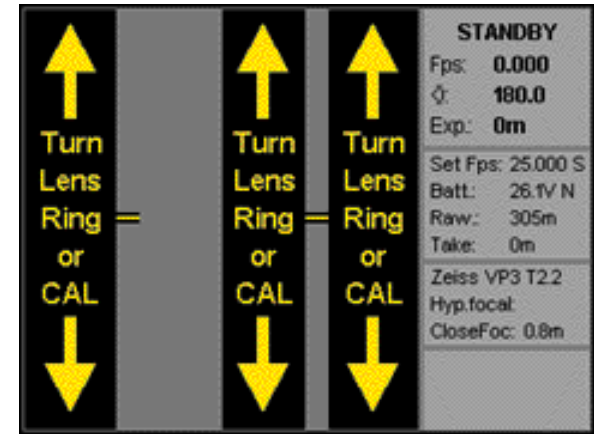 Turn
Lens
Ring
or
CAL
Turn
Lens
Ring
or
CAL
Turn
Lens
Ring
or
CAL
STANDBY
Fps: 0.000
180.0
Exp.: 0m
Set Fps: 25.000 S
Batt.: 26.1V N
Raw.: 305m
Take: 0m
Zeiss VP3 T2.2
Hyp.focal:
CloseFoc: 0.8m